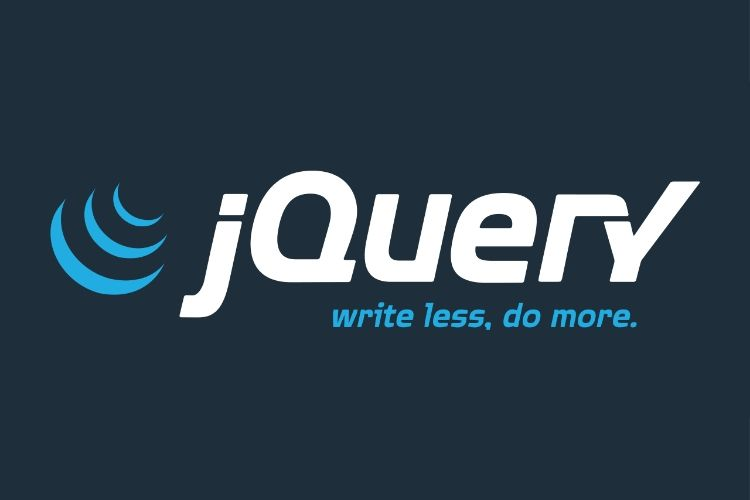 jQuery
write less, do more.